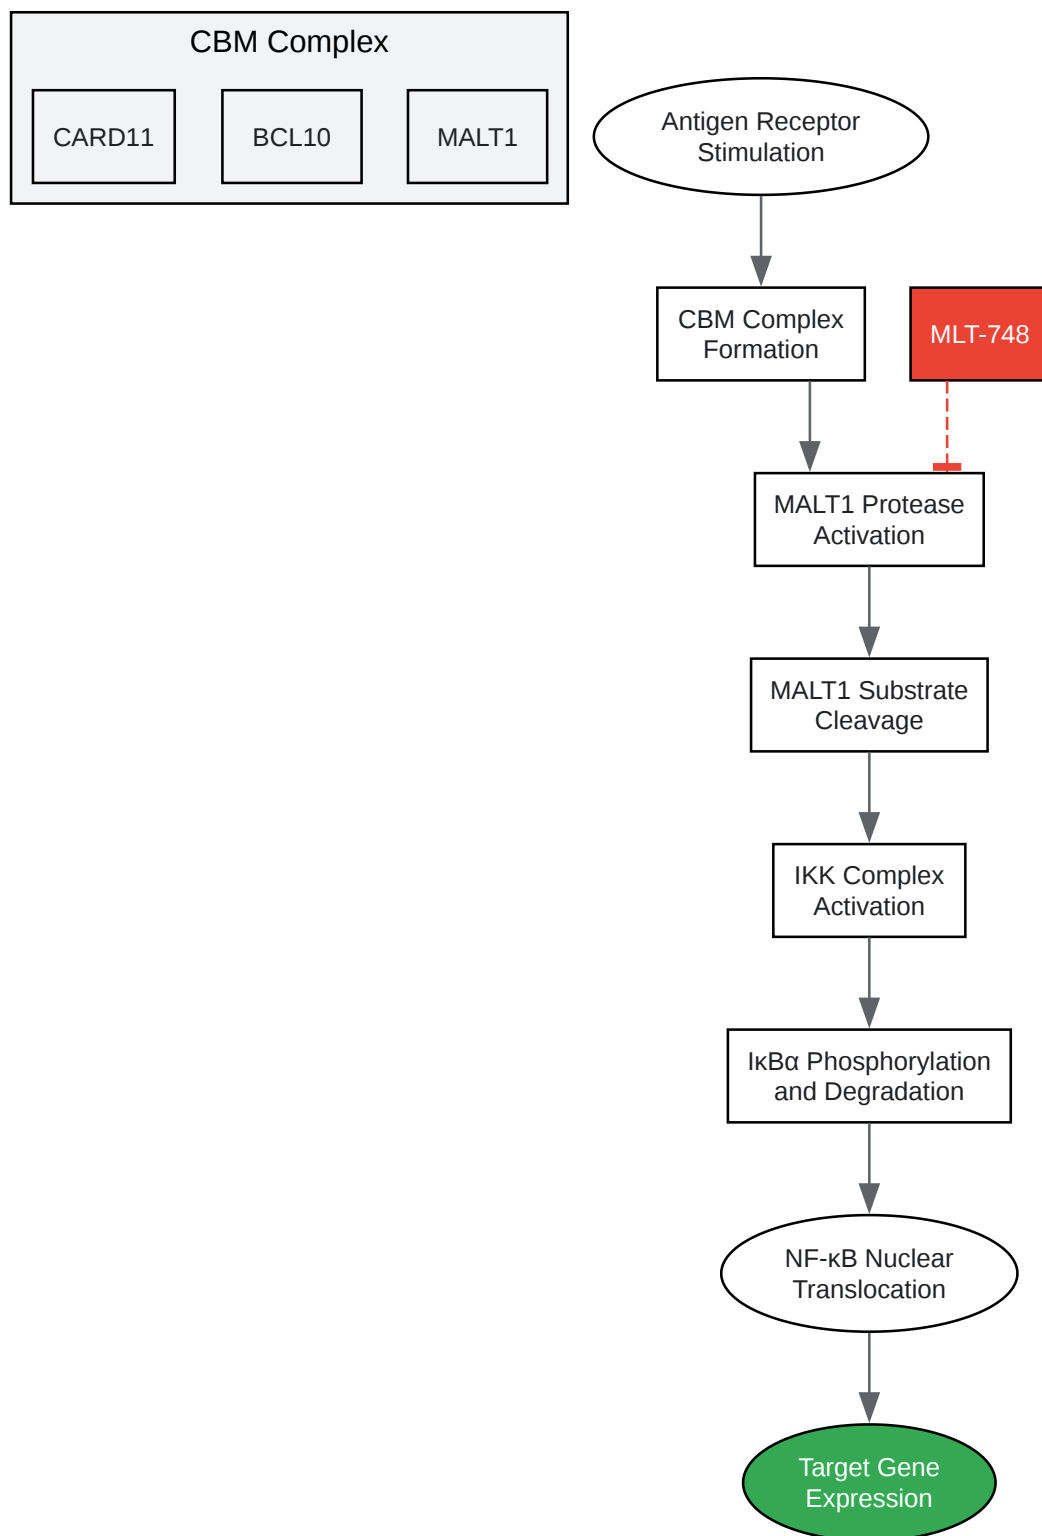 CBM Complex
CARD11
BCL10
MALT1
Antigen Receptor
Stimulation
CBM Complex
Formation
MLT-748
MALT1 Protease
Activation
MALT1 Substrate
Cleavage
IKK Complex
Activation
IκBα Phosphorylation
and Degradation
NF-κB Nuclear
Translocation
Target Gene
Expression